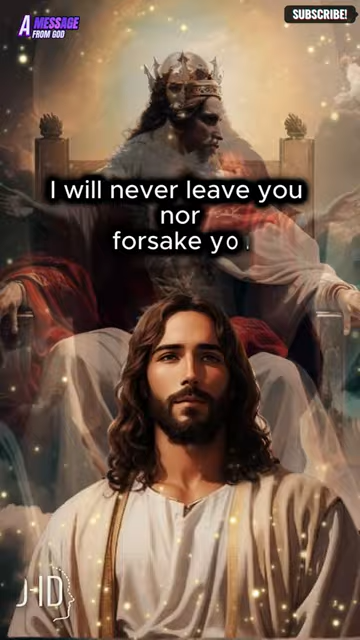 A MESSAGE
FROM GOD
SUBSCRIBE!
I will never leave you
nor
forsake yo